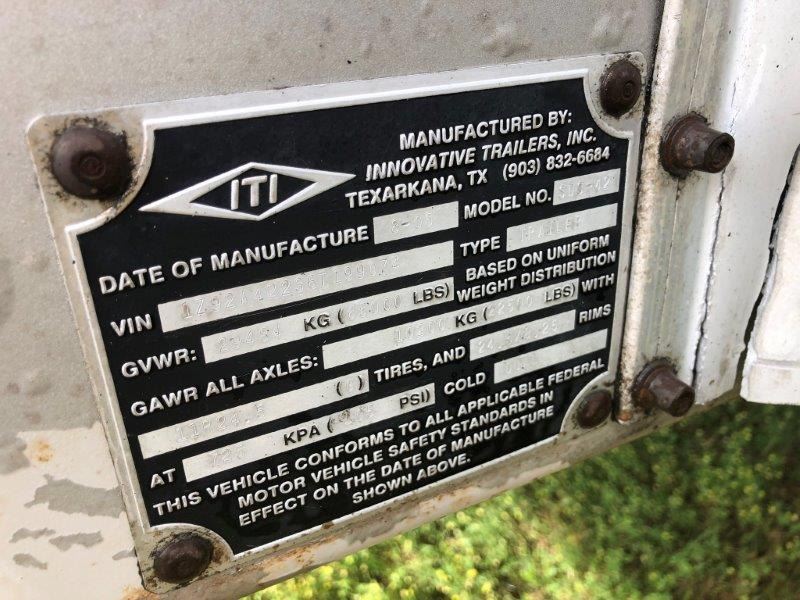 ITI
MANUFACTURED BY:
INNOVATIVE TRAILERS, INC.
TEXARKANA, TX (903) 832-6684
DATE OF MANUFACTURE 8-05 MODEL NO.
VIN TYPE TRAILER
GVWR: KG ( LBS) BASED ON UNIFORM WEIGHT DISTRIBUTION
GAWR ALL AXLES: KG ( LBS) WITH
TIRES, AND RIMS
AT KPA ( PSI) COLD
THIS VEHICLE CONFORMS TO ALL APPLICABLE FEDERAL
MOTOR VEHICLE SAFETY STANDARDS IN
EFFECT ON THE DATE OF MANUFACTURE
SHOWN ABOVE.